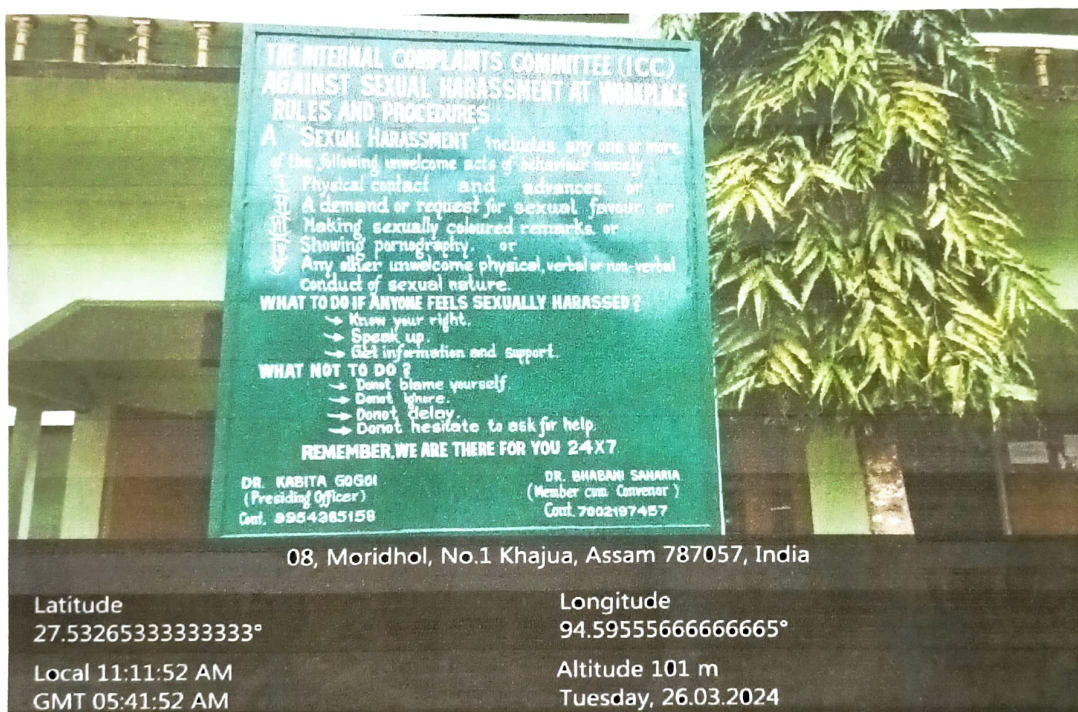 THE INTERNAL COMPLAINTS COMMITTEE (ICC)
AGAINST SEXUAL HARASSMENT AT WORKPLACE
RULES AND PROCEDURES
A "SEXUAL HARASSMENT" includes any one or more
of the following unwelcome acts of behaviour namely
Physical contact and advances, or
A demand or request for sexual favour, or
Making sexually coloured remarks, or
Showing pornography, or
Any other unwelcome physical, verbal or non-verbal
Conduct of sexual nature.
WHAT TO DO IF ANYONE FEELS SEXUALLY HARASSED?
→ Know your right.
→ Speak up.
→ Get information and support.
WHAT NOT TO DO?
→ Donot blame yourself
→ Donot ignore.
→ Donot delay.
→ Donot hesitate to ask for help.
REMEMBER, WE ARE THERE FOR YOU 24X7
DR. KABITA GOGOI
(Presiding Officer)
Cont. 9954385158
DR. BHABANI SAHARIA
(Member cum Convenor)
Cont. 7002197457
08, Moridhol, No.1 Khajua, Assam 787057, India
Latitude
27.53265333333333°
Longitude
94.59555666666665°
Local 11:11:52 AM
GMT 05:41:52 AM
Altitude 101 m
Tuesday, 26.03.2024